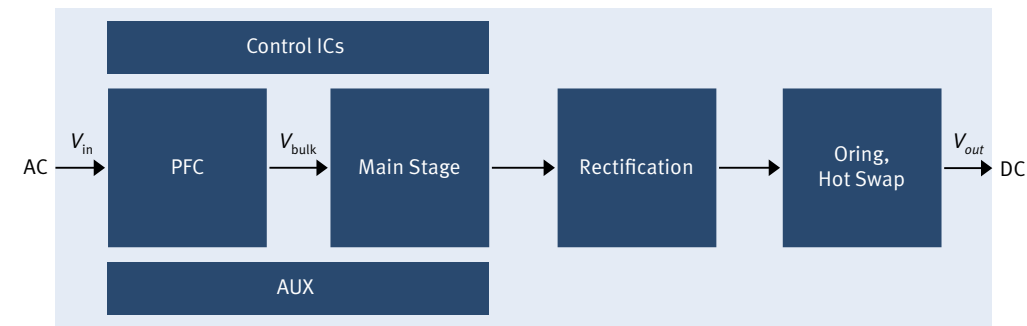 Control ICs
AC
Vin
PFC
Vbulk
Main Stage
Rectification
Oring,
Hot Swap
Vout
DC
AUX